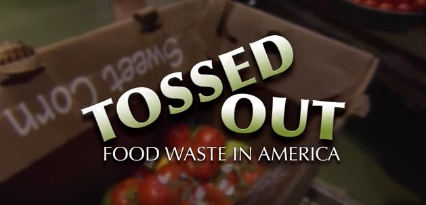 TOSSED
OUT
FOOD WASTE IN AMERICA
Sweet Corn